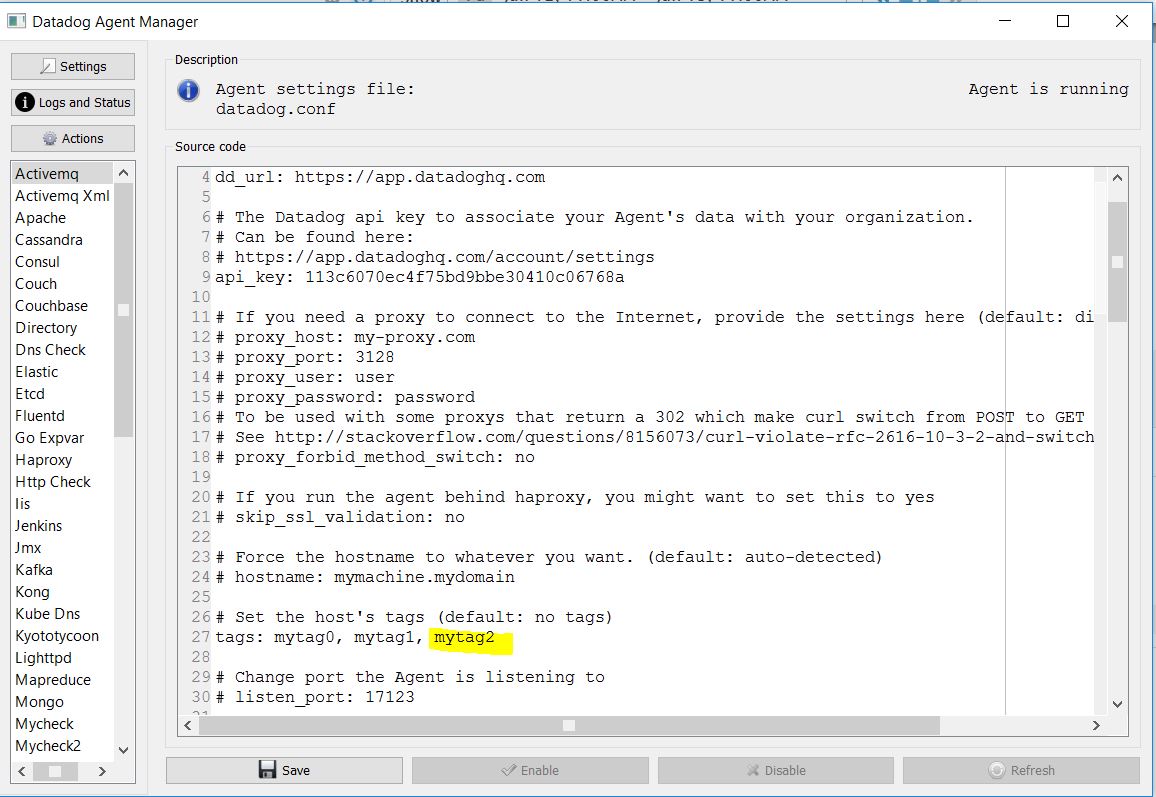 Datadog Agent Manager
Settings
Logs and Status
Actions
Activemq
Activemq Xml
Apache
Cassandra
Consul
Couch
Couchbase
Directory
Dns Check
Elastic
Etcd
Fluentd
Go Expvar
Haproxy
Http Check
Iis
Jenkins
Jmx
Kafka
Kong
Kube Dns
Kyototycoon
Lighttpd
Mapreduce
Mongo
Mycheck
Mycheck2
Description
Agent settings file:
datadog.conf
Agent is running
Source code
4 dd_url: https://app.datadoghq.com
5
6 # The Datadog api key to associate your Agent's data with your organization.
7 # Can be found here:
8 # https://app.datadoghq.com/account/settings
9 api_key: 113c6070ec4f75bd9bbe30410c06768a
10
11 # If you need a proxy to connect to the Internet, provide the settings here (default: di
12 # proxy_host: my-proxy.com
13 # proxy_port: 3128
14 # proxy_user: user
15 # proxy_password: password
16 # To be used with some proxys that return a 302 which make curl switch from POST to GET
17 # See http://stackoverflow.com/questions/8156073/curl-violate-rfc-2616-10-3-2-and-switch
18 # proxy_forbid_method_switch: no
19
20 # If you run the agent behind haproxy, you might want to set this to yes
21 # skip_ssl_validation: no
22
23 # Force the hostname to whatever you want. (default: auto-detected)
24 # hostname: mymachine.mydomain
25
26 # Set the host's tags (default: no tags)
27 tags: mytag0, mytag1, mytag2
28
29 # Change port the Agent is listening to
30 # listen_port: 17123
Save
Enable
Disable
Refresh